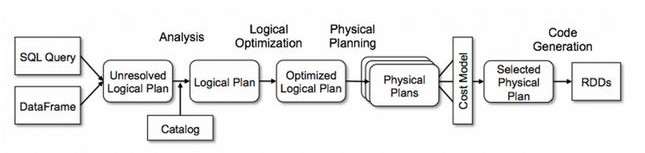 Analysis
Logical
Optimization
Physical
Planning
Code
Generation
SQL Query
DataFrame
Unresolved
Logical Plan
Catalog
Logical Plan
Optimized
Logical Plan
Physical
Plans
Cost Model
Selected
Physical
Plan
RDDs